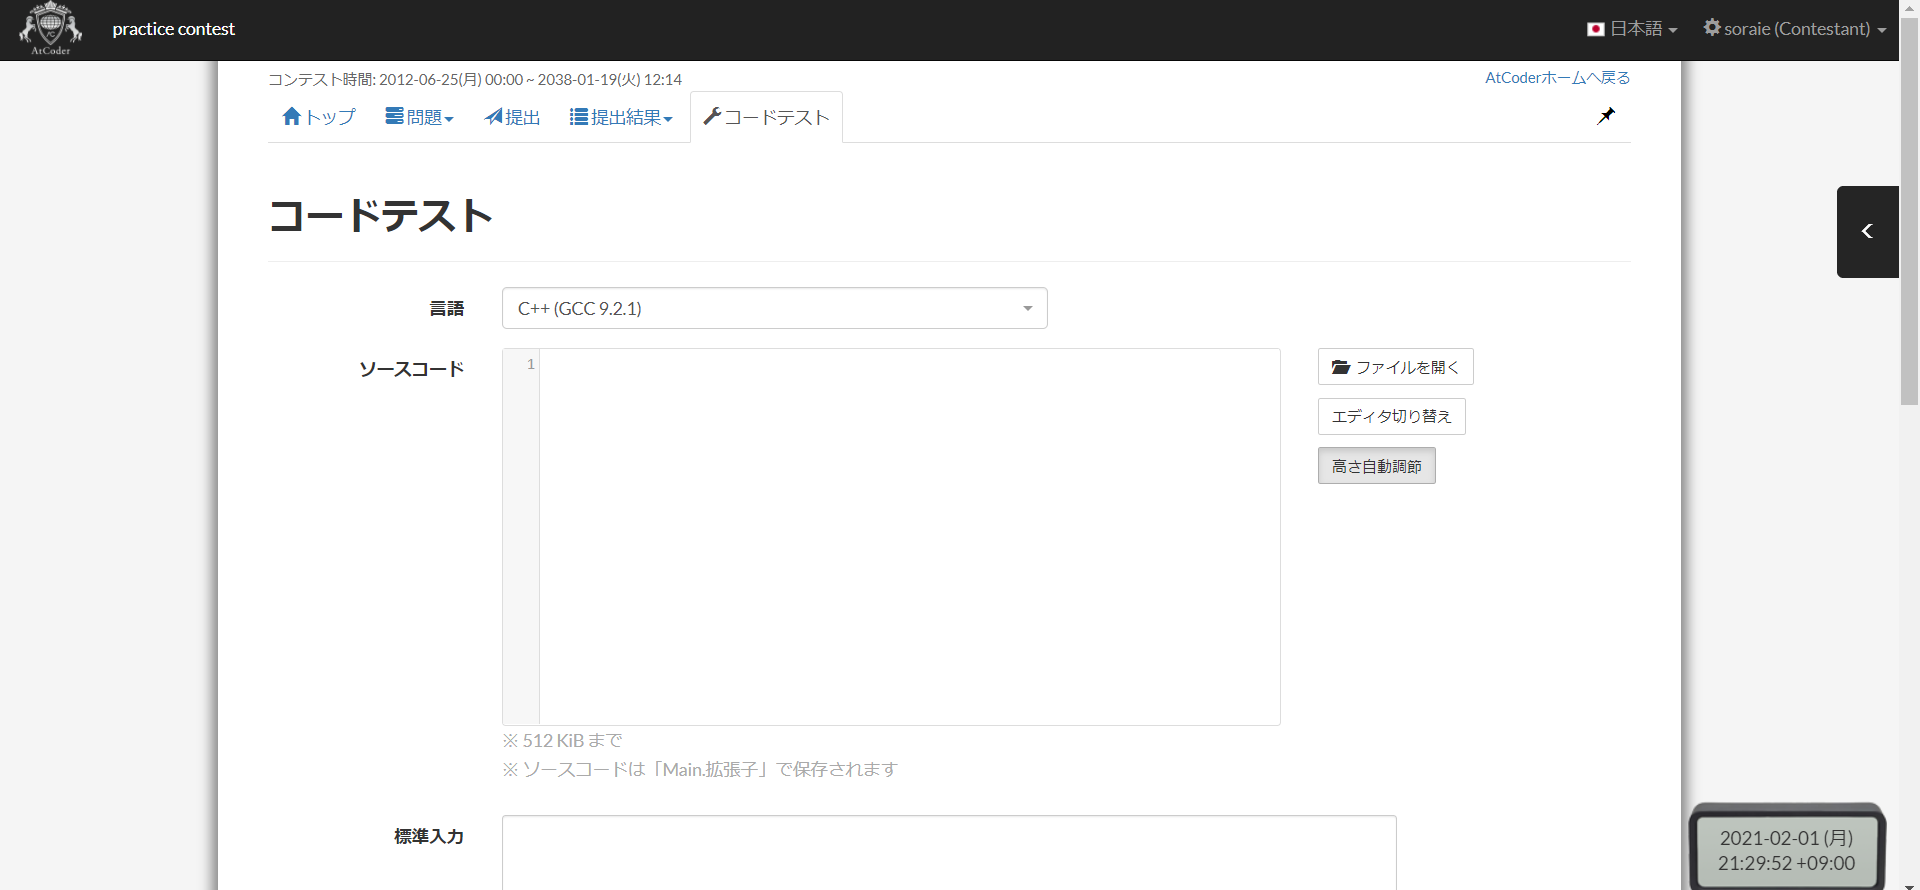 AtCoder
practice contest
日本語
soraie (Contestant)
コンテスト時間: 2012-06-25(月) 00:00 ~ 2038-01-19(火) 12:14
AtCoderホームへ戻る
トップ
問題
提出
提出結果
コードテスト
コードテスト
言語
C++ (GCC 9.2.1)
ソースコード
1
ファイルを開く
エディタ切り替え
高さ自動調節
※ 512 KiB まで
※ ソースコードは「Main.拡張子」で保存されます
標準入力
2021-02-01 (月)
21:29:52 +09:00